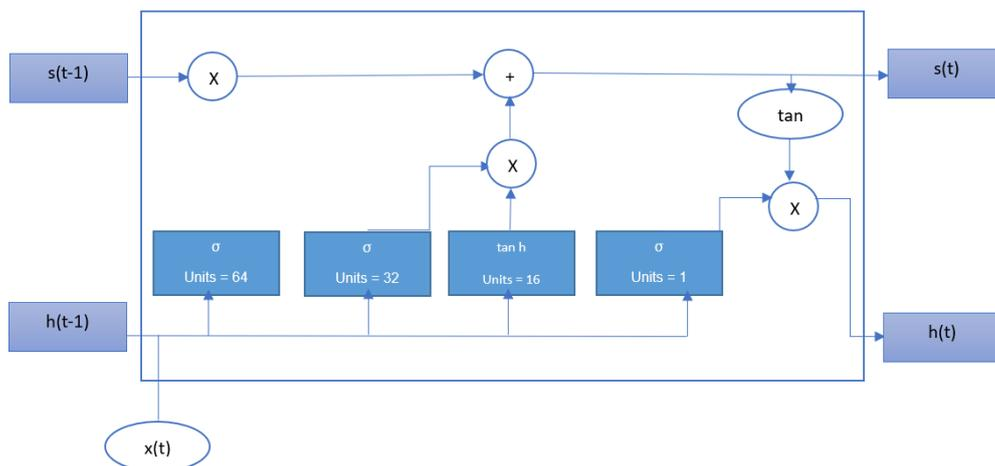 s(t-1)
X
+
s(t)
tan
X
X
σ
Units = 64
σ
Units = 32
tan h
Units = 16
σ
Units = 1
h(t-1)
h(t)
x(t)